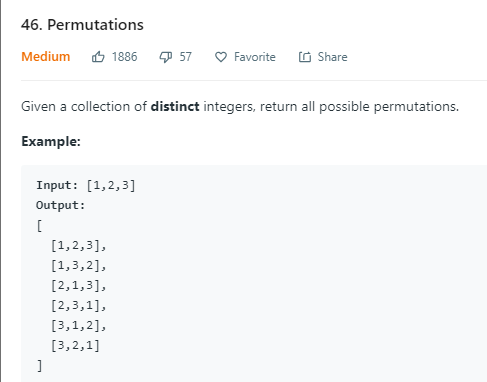 46. Permutations
Medium 1886 57 Favorite Share
Given a collection of distinct integers, return all possible permutations.
Example:
Input: [1,2,3]
Output:
[
[1,2,3],
[1,3,2],
[2,1,3],
[2,3,1],
[3,1,2],
[3,2,1]
]